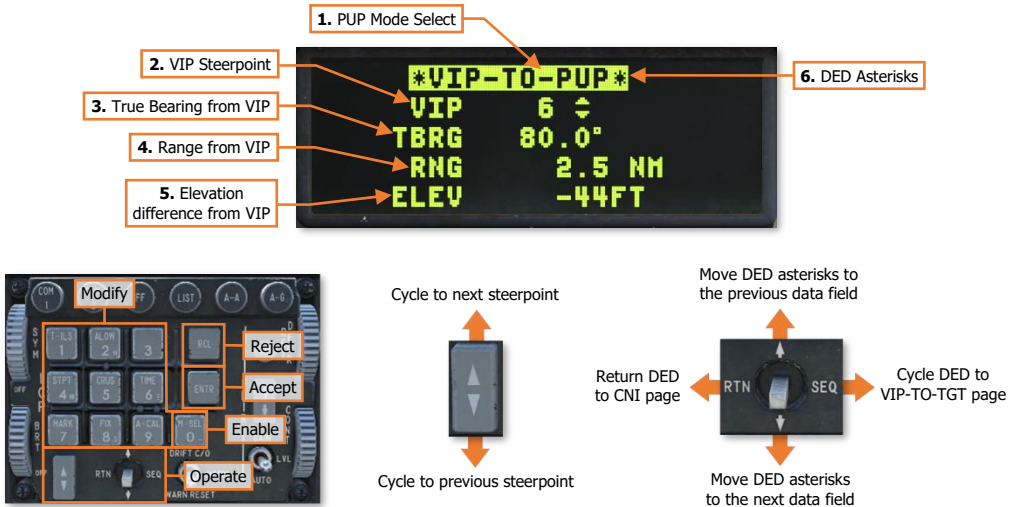 1. PUP Mode Select
2. VIP Steerpoint
3. True Bearing from VIP
4. Range from VIP
5. Elevation
difference from VIP
*VIP-TO-PUP*
VIP 6
TBRG 80.0°
RNG 2.5 NM
ELEV -44FT
6. DED Asterisks
COM
1
FF
LIST
A-A
A-G
Modify
T-ILS
1
ALOW
2 N
3
RCL
Reject
STPT
4 W
CRUS
5
TIME
6 E
ENTR
Accept
MARK
7
FIX
8 S
A-CAL
9
M-SEL
0 -
Enable
SYM
OFF
BRT
DRIFT C/O
RTN
SEQ
Operate
WARN RESET
LVL
AUTO
Cycle to next steerpoint
Cycle to previous steerpoint
Move DED asterisks to
the previous data field
Return DED
to CNI page
RTN
SEQ
Cycle DED to
VIP-TO-TGT page
Move DED asterisks
to the next data field